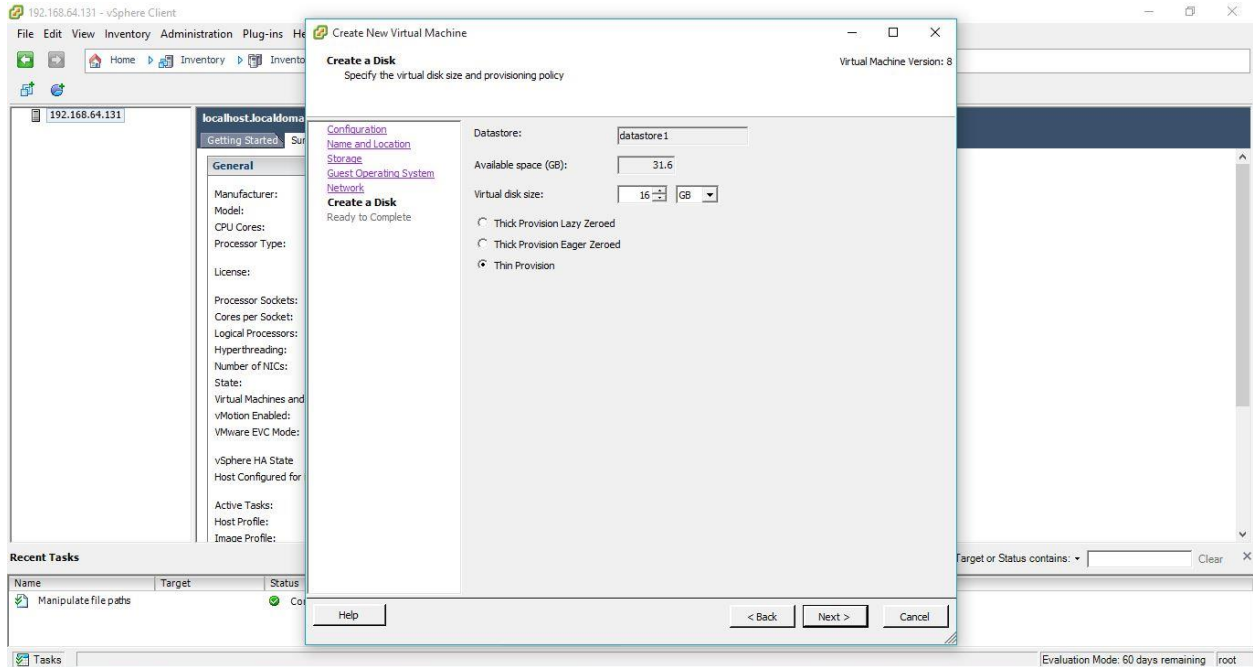 192.168.64.131 - vSphere Client
File Edit View Inventory Administration Plug-ins He
Home Inventory Invento
192.168.64.131
localhost.localdoma
Getting Started Sur
General
Manufacturer:
Model:
CPU Cores:
Processor Type:
License:
Processor Sockets:
Cores per Socket:
Logical Processors:
Hyperthreading:
Number of NICs:
State:
Virtual Machines and
vMotion Enabled:
VMware EVC Mode:
vSphere HA State
Host Configured for
Active Tasks:
Host Profile:
Image Profile:
Create New Virtual Machine
Create a Disk
Specify the virtual disk size and provisioning policy
Virtual Machine Version: 8
Configuration
Name and Location
Storage
Guest Operating System
Network
Create a Disk
Ready to Complete
Datastore: datastore1
Available space (GB): 31.6
Virtual disk size: 16 GB
Thick Provision Lazy Zeroed
Thick Provision Eager Zeroed
Thin Provision
Help < Back Next > Cancel
Recent Tasks
Target or Status contains: Clear
Name Target Status
Manipulate file paths Co
Tasks
Evaluation Mode: 60 days remaining root